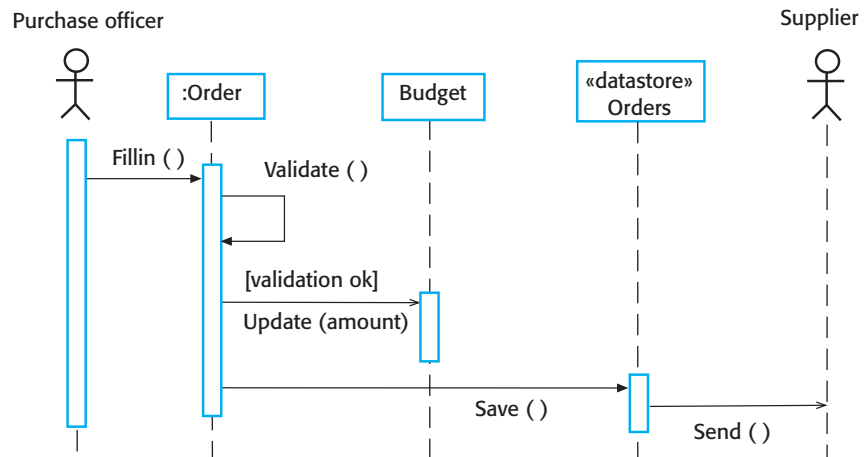 Purchase officer
Supplier
:Order
Budget
«datastore»
Orders
Fillin ( )
Validate ( )
[validation ok]
Update (amount)
Save ( )
Send ( )